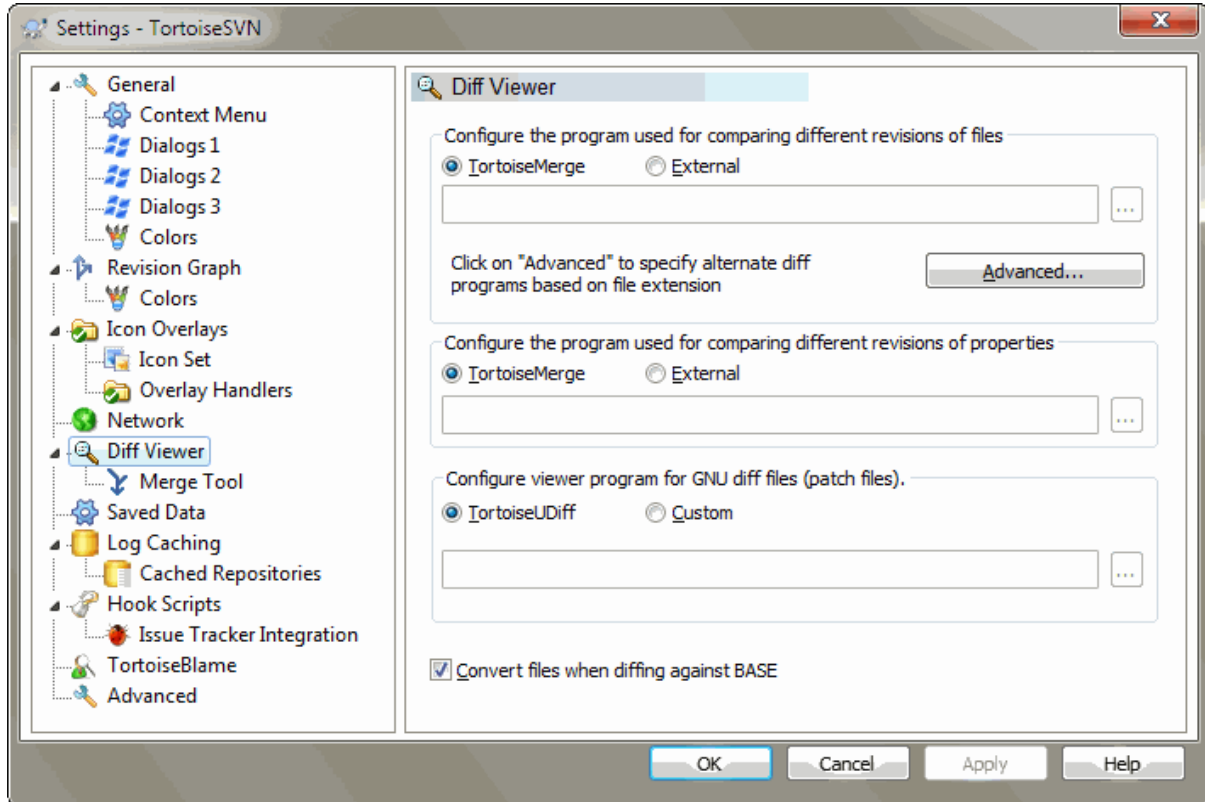 Settings - TortoiseSVN
General
Context Menu
Dialogs 1
Dialogs 2
Dialogs 3
Colors
Revision Graph
Colors
Icon Overlays
Icon Set
Overlay Handlers
Network
Diff Viewer
Merge Tool
Saved Data
Log Caching
Cached Repositories
Hook Scripts
Issue Tracker Integration
TortoiseBlame
Advanced
Diff Viewer
Configure the program used for comparing different revisions of files
TortoiseMerge External
...
Click on "Advanced" to specify alternate diff
programs based on file extension
Advanced...
Configure the program used for comparing different revisions of properties
TortoiseMerge External
...
Configure viewer program for GNU diff files (patch files).
TortoiseUDiff Custom
...
Convert files when diffing against BASE
OK Cancel Apply Help